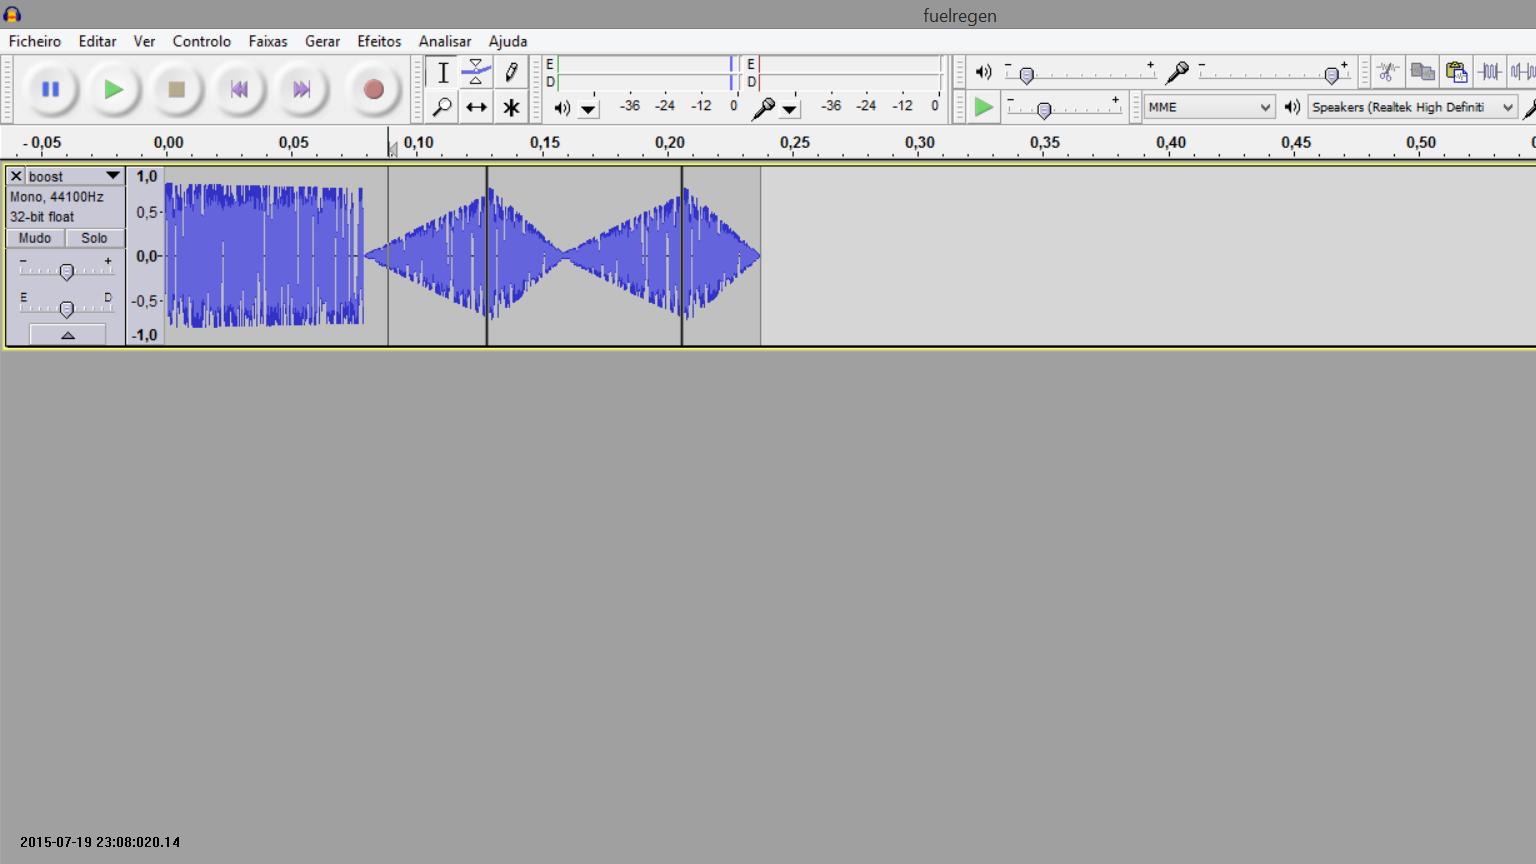 fuelregen
Ficheiro Editar Ver Controlo Faixas Gerar Efeitos Analisar Ajuda
E E
D D
-36 -24 -12 0 -36 -24 -12 0
MME Speakers (Realtek High Definiti
- 0,05 0,00 0,05 0,10 0,15 0,20 0,25 0,30 0,35 0,40 0,45 0,50
boost
Mono, 44100Hz
32-bit float
Mudo Solo
- +
E D
1,0
0,5-
0,0-
-0,5-
-1,0
2015-07-19 23:08:020.14